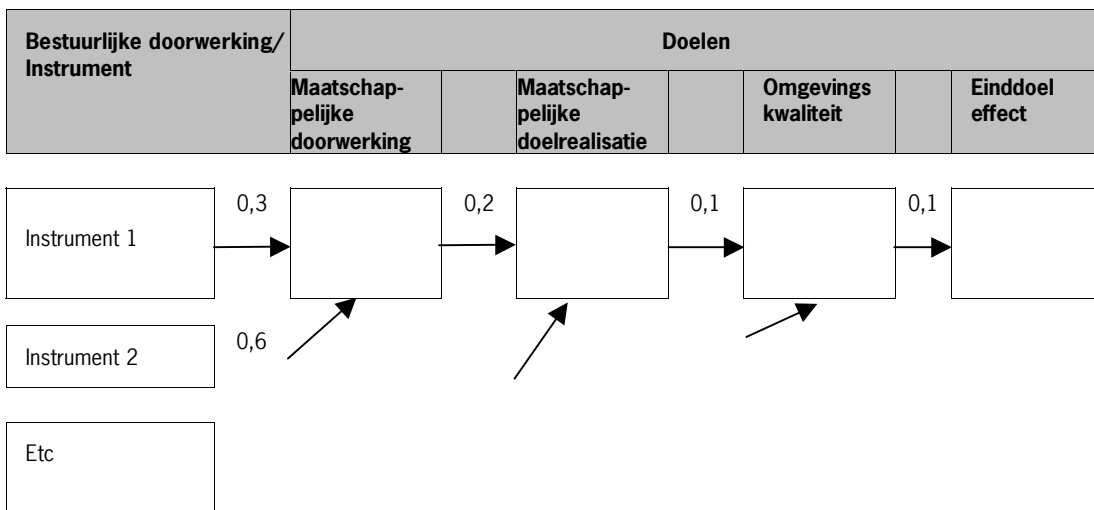 Bestuurlijke doorwerking/
Instrument
Doelen
Maatschap-
pelijke
doorwerking
Maatschap-
pelijke
doelrealisatie
Omgevings
kwaliteit
Einddoel
effect
Instrument 1
0,3
0,2
0,1
0,1
Instrument 2
0,6
Etc